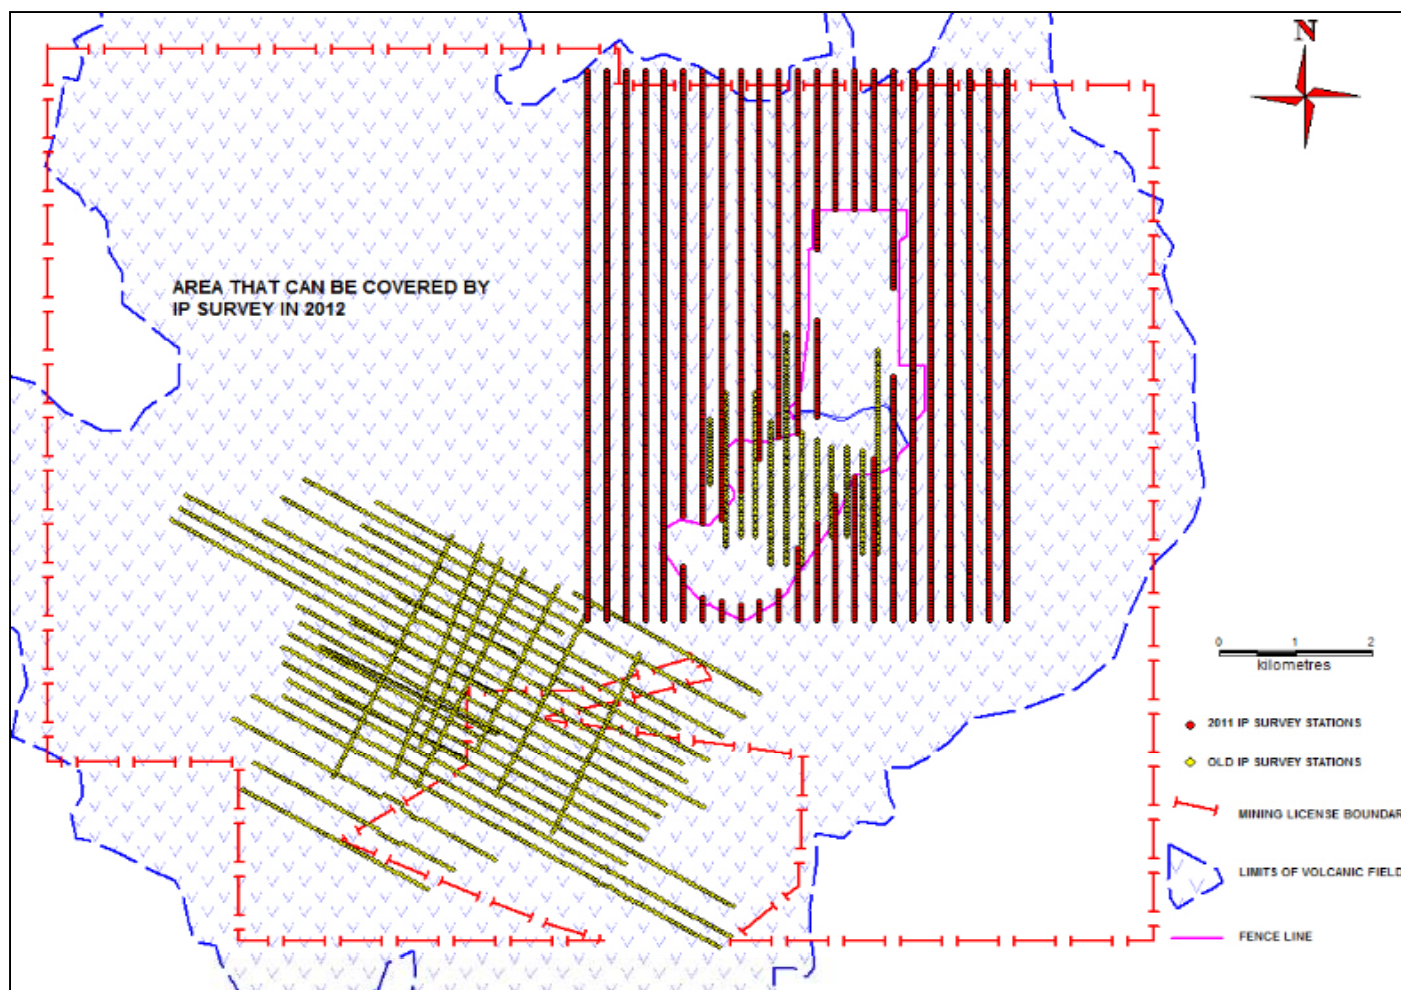 N
AREA THAT CAN BE COVERED BY
IP SURVEY IN 2012
0 1 2
kilometres
2011 IP SURVEY STATIONS
OLD IP SURVEY STATIONS
MINING LICENSE BOUNDAR
LIMITS OF VOLCANIC FIELD
FENCE LINE